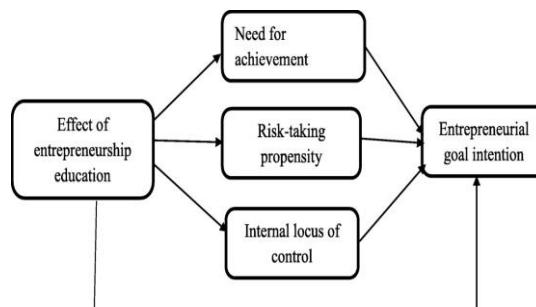 Need for
achievement
Effect of
entrepreneurship
education
Risk-taking
propensity
Entrepreneurial
goal intention
Internal locus of
control